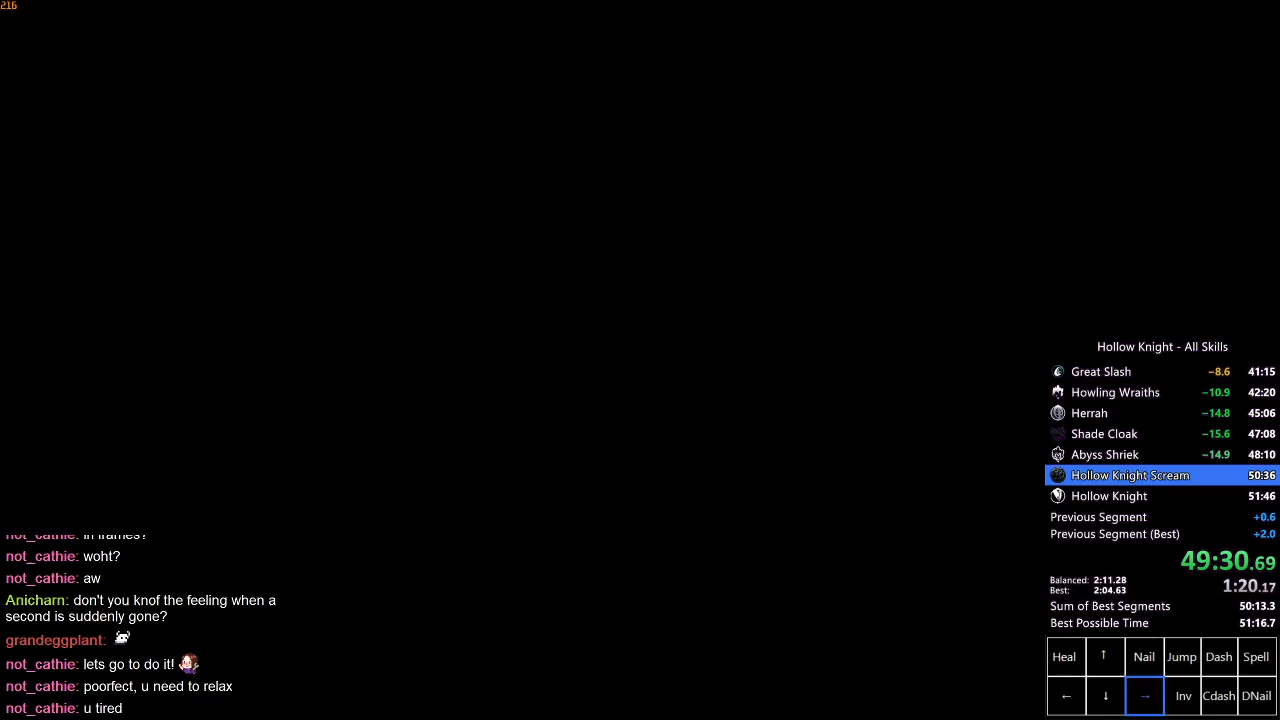 216
Hollow Knight - All Skills
Great Slash −8.6 41:15
Howling Wraiths −10.9 42:20
Herrah −14.8 45:06
Shade Cloak −15.6 47:08
Abyss Shriek −14.9 48:10
Hollow Knight Scream 50:36
Hollow Knight 51:46
Previous Segment +0.6
Previous Segment (Best) +2.0
49:30.69
Balanced: 2:11.28
Best: 2:04.63
1:20.17
Sum of Best Segments 50:13.3
Best Possible Time 51:16.7
Heal ↑ Nail Jump Dash Spell
← ↓ → Inv Cdash DNail
not_cathie: in frames?
not_cathie: woht?
not_cathie: aw
Anicharn: don't you knof the feeling when a
second is suddenly gone?
grandeggplant:
not_cathie: lets go to do it!
not_cathie: poorfect, u need to relax
not_cathie: u tired